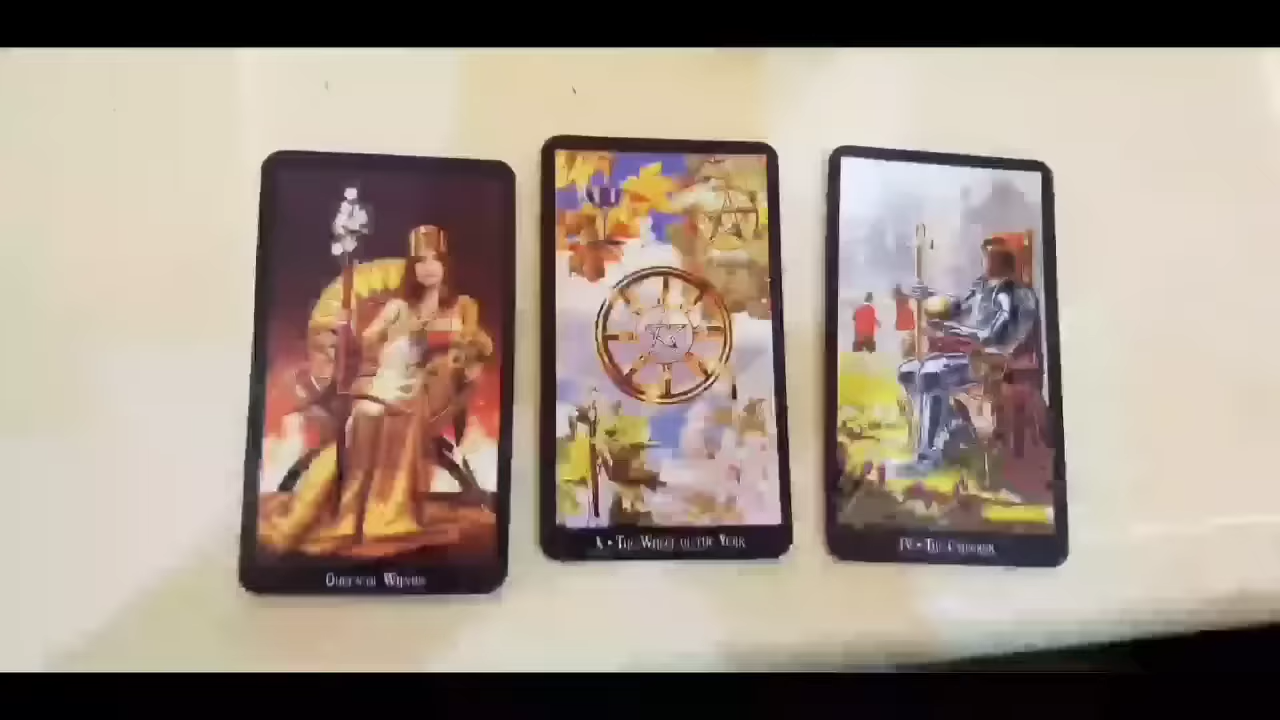 Queen of Wands
X • The Wheel of the Year
IV • The Emperor